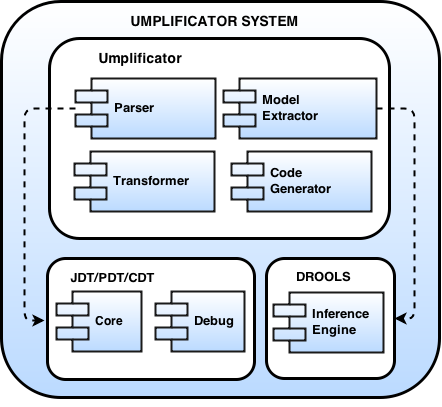 UMPLIFICATOR SYSTEM
Umplificator
Parser
Model
Extractor
Transformer
Code
Generator
JDT/PDT/CDT
Core
Debug
DROOLS
Inference
Engine